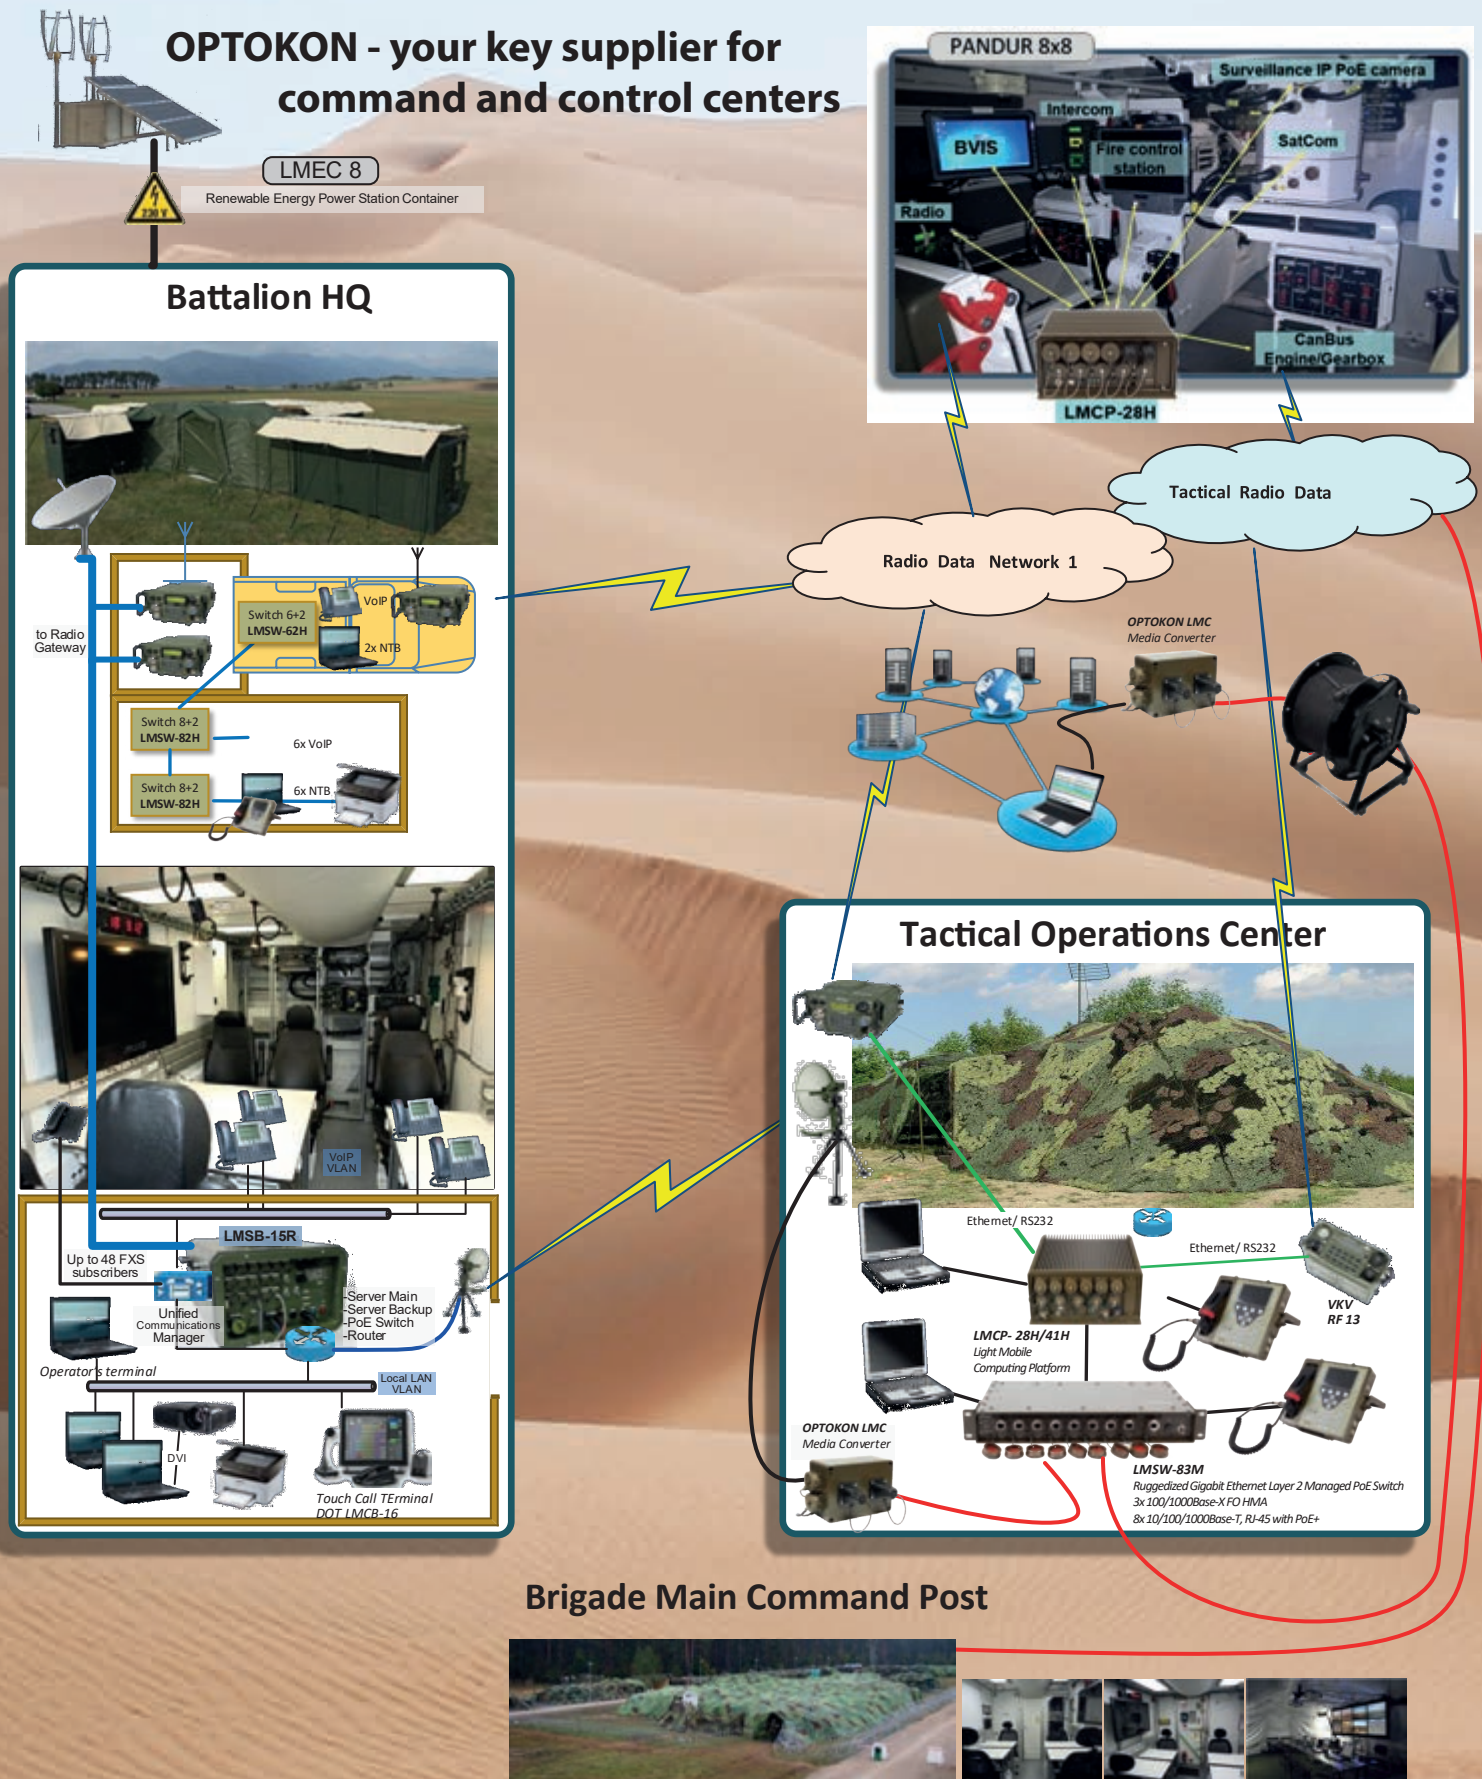 OPTOKON - your key supplier for
command and control centers
LMEC 8
Renewable Energy Power Station Container
230 V
PANDUR 8x8
Surveillance IP PoE camera
Intercom
BVIS
Fire control
station
SatCom
Radio
CanBus
Engine/Gearbox
LMCP-28H
Battalion HQ
to Radio
Gateway
Switch 6+2
LMSW-62H
VoIP
2x NTB
Switch 8+2
LMSW-82H
6x VoIP
Switch 8+2
LMSW-82H
6x NTB
VoIP
VLAN
LMSB-15R
Up to 48 FXS
subscribers
Unified
Communications
Manager
-Server Main
-Server Backup
-PoE Switch
-Router
Operator's terminal
Local LAN
VLAN
DVI
Touch Call TErminal
DOT LMCB-16
Tactical Radio Data
Radio Data Network 1
OPTOKON LMC
Media Converter
Tactical Operations Center
Ethernet/ RS232
Ethernet/ RS232
VKV
RF 13
LMCP- 28H/41H
Light Mobile
Computing Platform
OPTOKON LMC
Media Converter
LMSW-83M
Ruggedized Gigabit Ethernet Layer 2 Managed PoE Switch
3x 100/1000Base-X FO HMA
8x 10/100/1000Base-T, RJ-45 with PoE+
Brigade Main Command Post